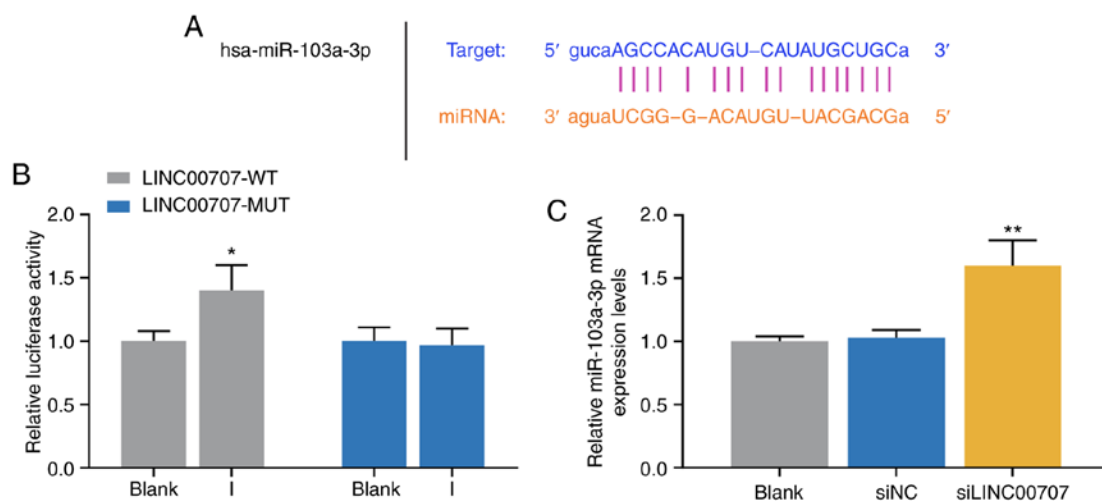 A
hsa-miR-103a-3p
Target: 5′ gucaAGCCACAUGU–CAUAUGCUGCa 3′
miRNA: 3′ aguaUCGG–G–ACAUGU–UACGACGa 5′
B
LINC00707-WT
LINC00707-MUT
Relative luciferase activity
2.0
1.5
1.0
0.5
0.0
*
Blank I Blank I
C
Relative miR-103a-3p mRNA
expression levels
2.0
1.5
1.0
0.5
0.0
**
Blank siNC siLINC00707